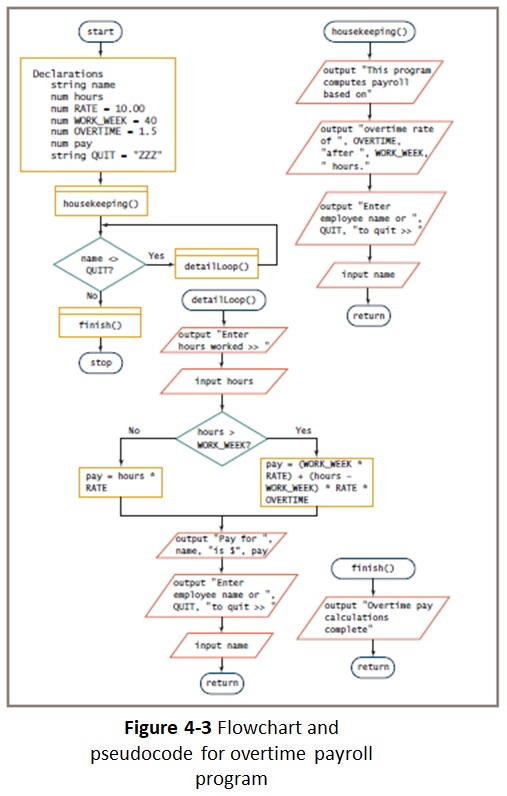 start
Declarations
string name
num hours
num RATE = 10.00
num WORK_WEEK = 40
num OVERTIME = 1.5
num pay
string QUIT = "ZZZ"
housekeeping()
name <>
QUIT?
Yes
detailLoop()
No
finish()
stop
housekeeping()
output "This program
computes payroll
based on"
output "overtime rate
of ", OVERTIME,
"after ", WORK_WEEK,
" hours."
output "Enter
employee name or ",
QUIT, "to quit >> "
input name
return
detailLoop()
output "Enter
hours worked >> "
input hours
hours >
WORK_WEEK?
No
Yes
pay = hours *
RATE
pay = (WORK_WEEK *
RATE) + (hours –
WORK_WEEK) * RATE *
OVERTIME
output "Pay for ",
name, "is $", pay
output "Enter
employee name or ",
QUIT, "to quit >> "
input name
return
finish()
output "Overtime pay
calculations
complete"
return
Figure 4-3 Flowchart and
pseudocode for overtime payroll
program